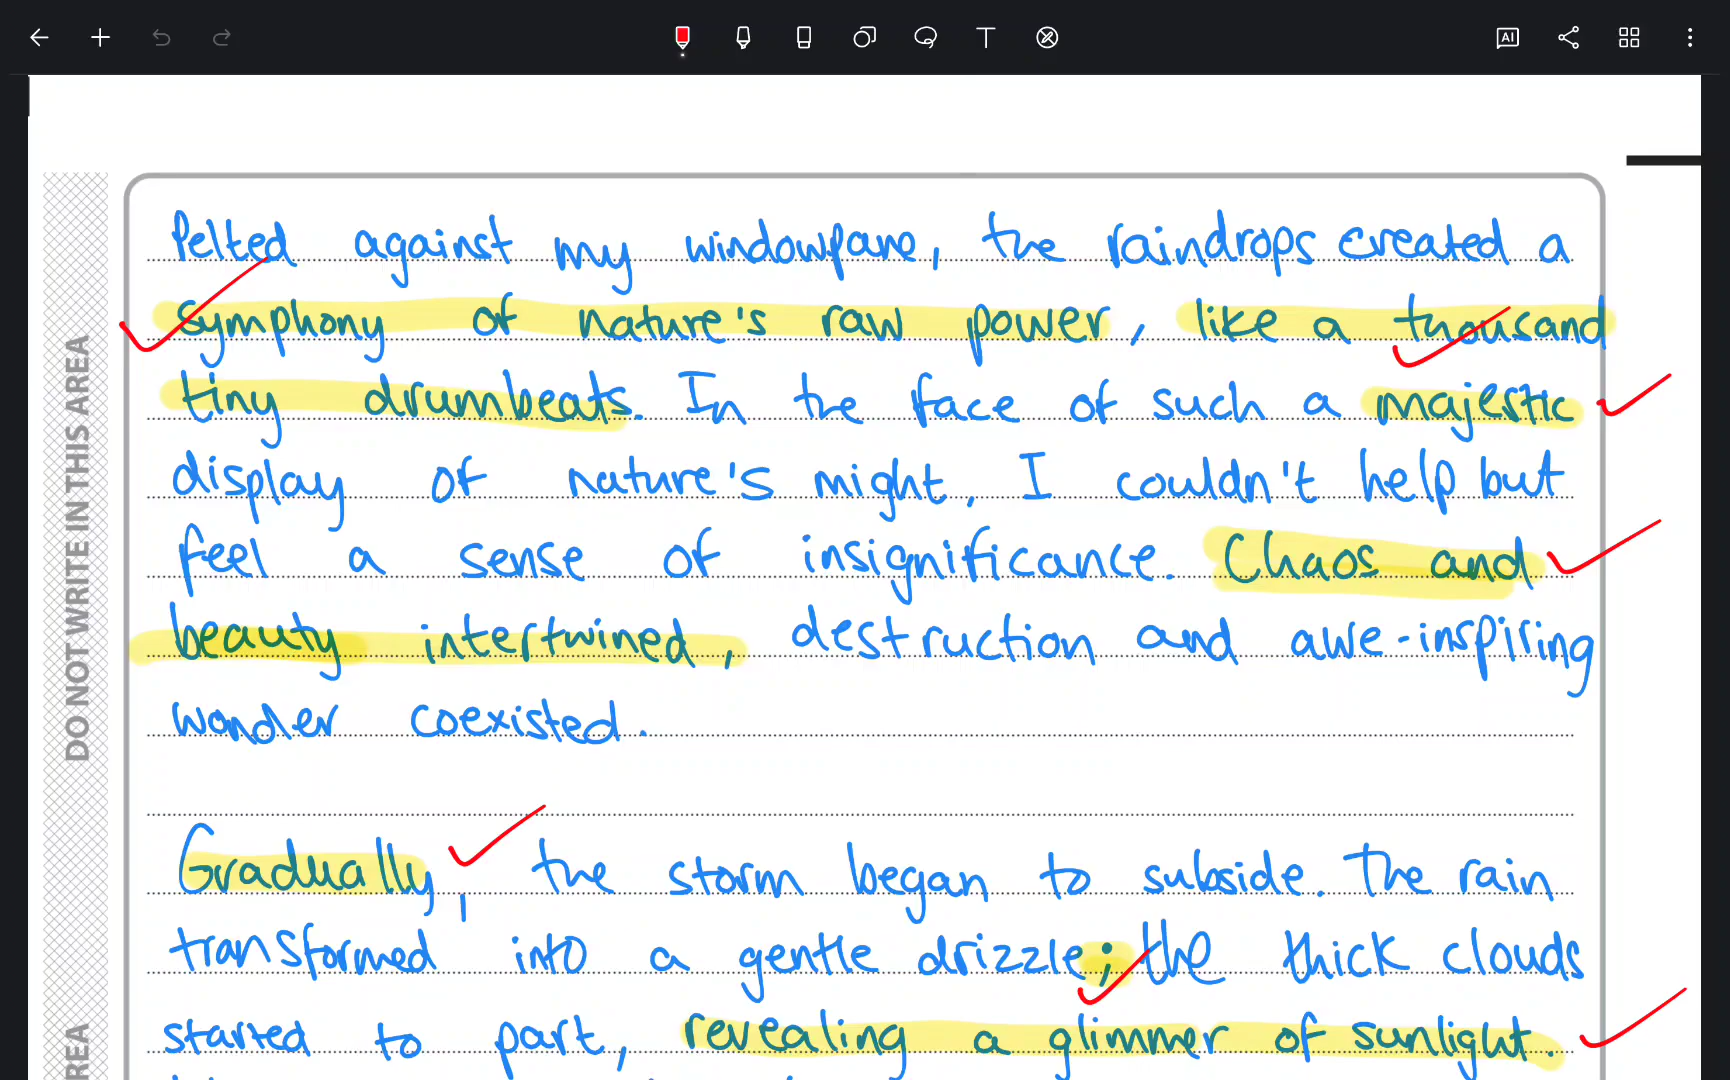 AI
DO NOT WRITE IN THIS AREA
Pelted against my windowpane, the raindrops created a
symphony of nature's raw power, like a thousand
tiny drumbeats. In the face of such a majestic
display of nature's might, I couldn't help but
feel a sense of insignificance. Chaos and
beauty intertwined, destruction and awe-inspiring
wonder coexisted.
Gradually, the storm began to subside. The rain
transformed into a gentle drizzle; the thick clouds
started to part, revealing a glimmer of sunlight.
REA